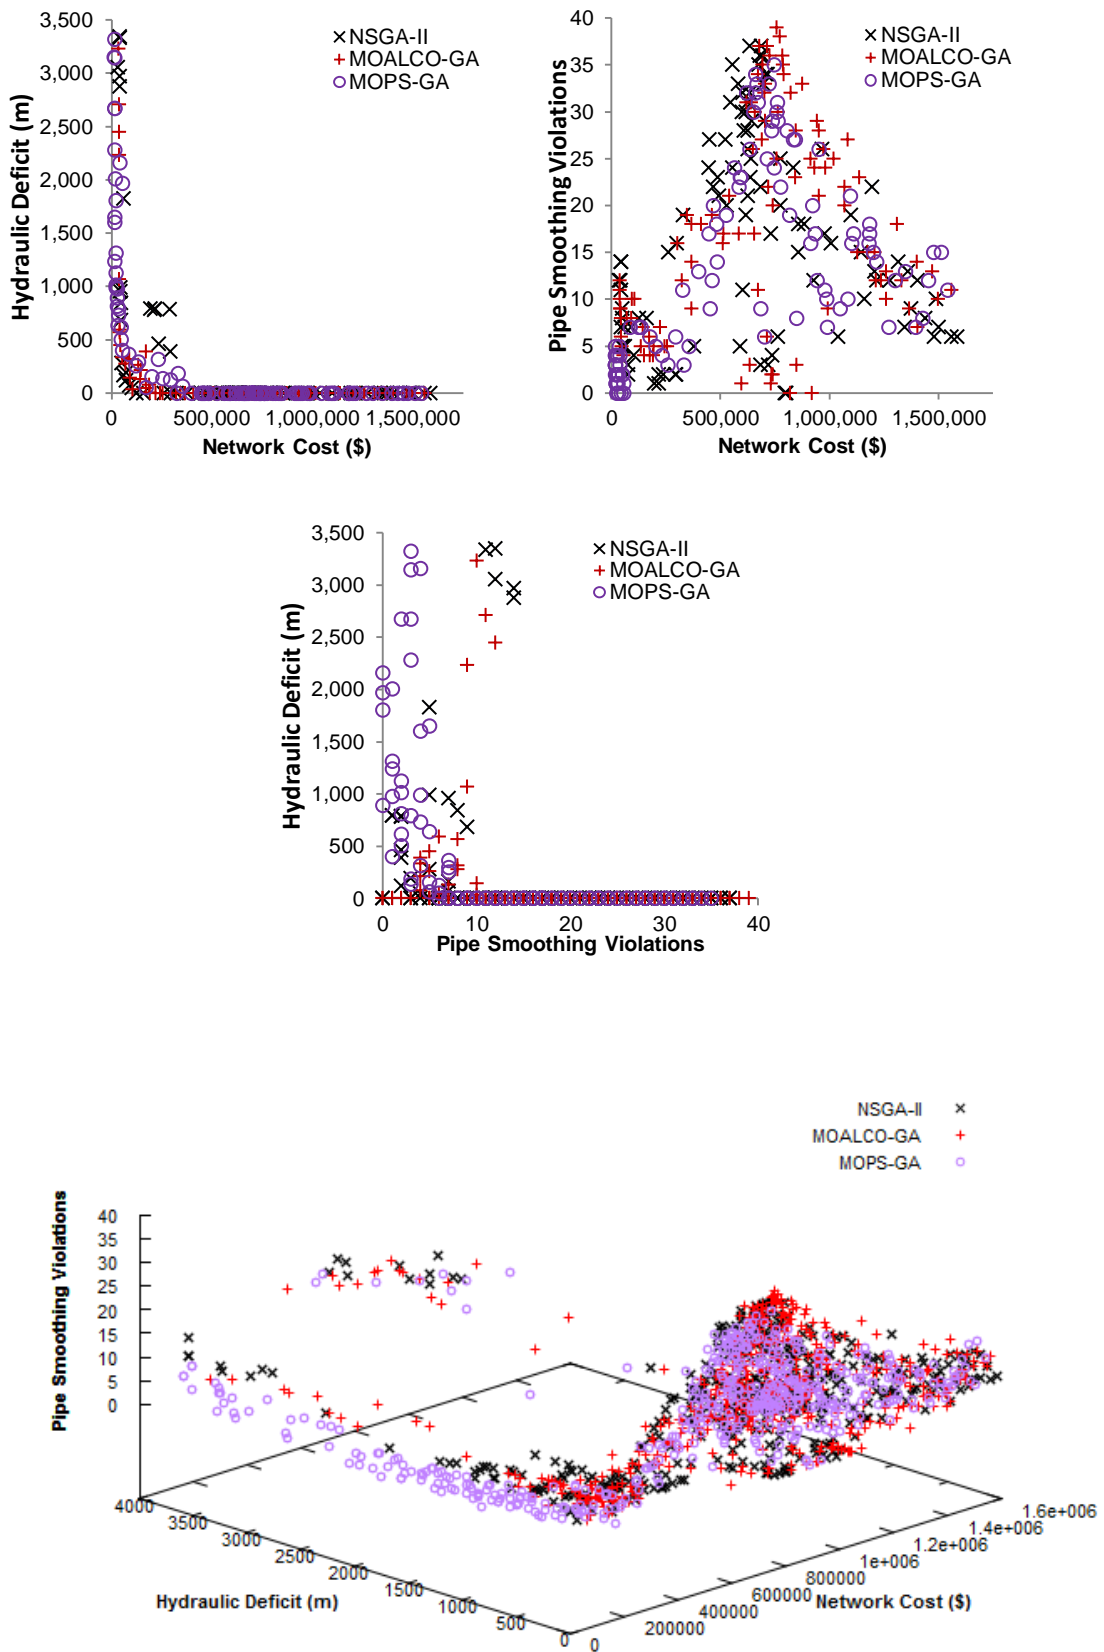 3,500
3,000
2,500
2,000
1,500
1,000
500
0
Hydraulic Deficit (m)
NSGA-II
MOALCO-GA
MOPS-GA
0
500,000
1,000,000
1,500,000
Network Cost ($)
40
35
30
25
20
15
10
5
0
Pipe Smoothing Violations
NSGA-II
MOALCO-GA
MOPS-GA
0
500,000
1,000,000
1,500,000
Network Cost ($)
3,500
3,000
2,500
2,000
1,500
1,000
500
0
Hydraulic Deficit (m)
NSGA-II
MOALCO-GA
MOPS-GA
0
10
20
30
40
Pipe Smoothing Violations
NSGA-II
MOALCO-GA
MOPS-GA
Pipe Smoothing Violations
40
35
30
25
20
15
10
5
0
4000
3500
3000
2500
2000
1500
1000
500
0
Hydraulic Deficit (m)
0
200000
400000
600000
800000
1e+006
1.2e+006
1.4e+006
1.6e+006
Network Cost ($)